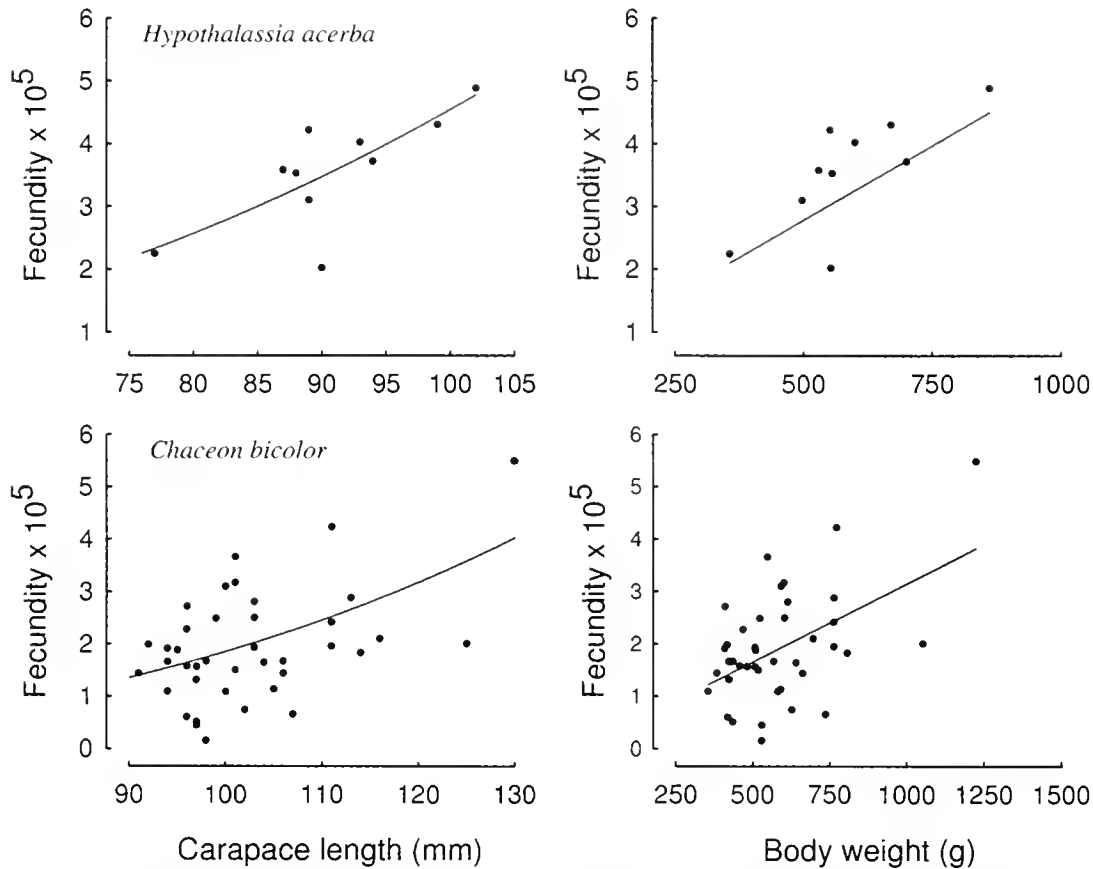 Hypothalassia acerba
Fecundity x 10^5
6
5
4
3
2
1
75 80 85 90 95 100 105
Fecundity x 10^5
6
5
4
3
2
1
250 500 750 1000
Chaceon bicolor
Fecundity x 10^5
6
5
4
3
2
1
0
90 100 110 120 130
Carapace length (mm)
Fecundity x 10^5
6
5
4
3
2
1
0
250 500 750 1000 1250 1500
Body weight (g)